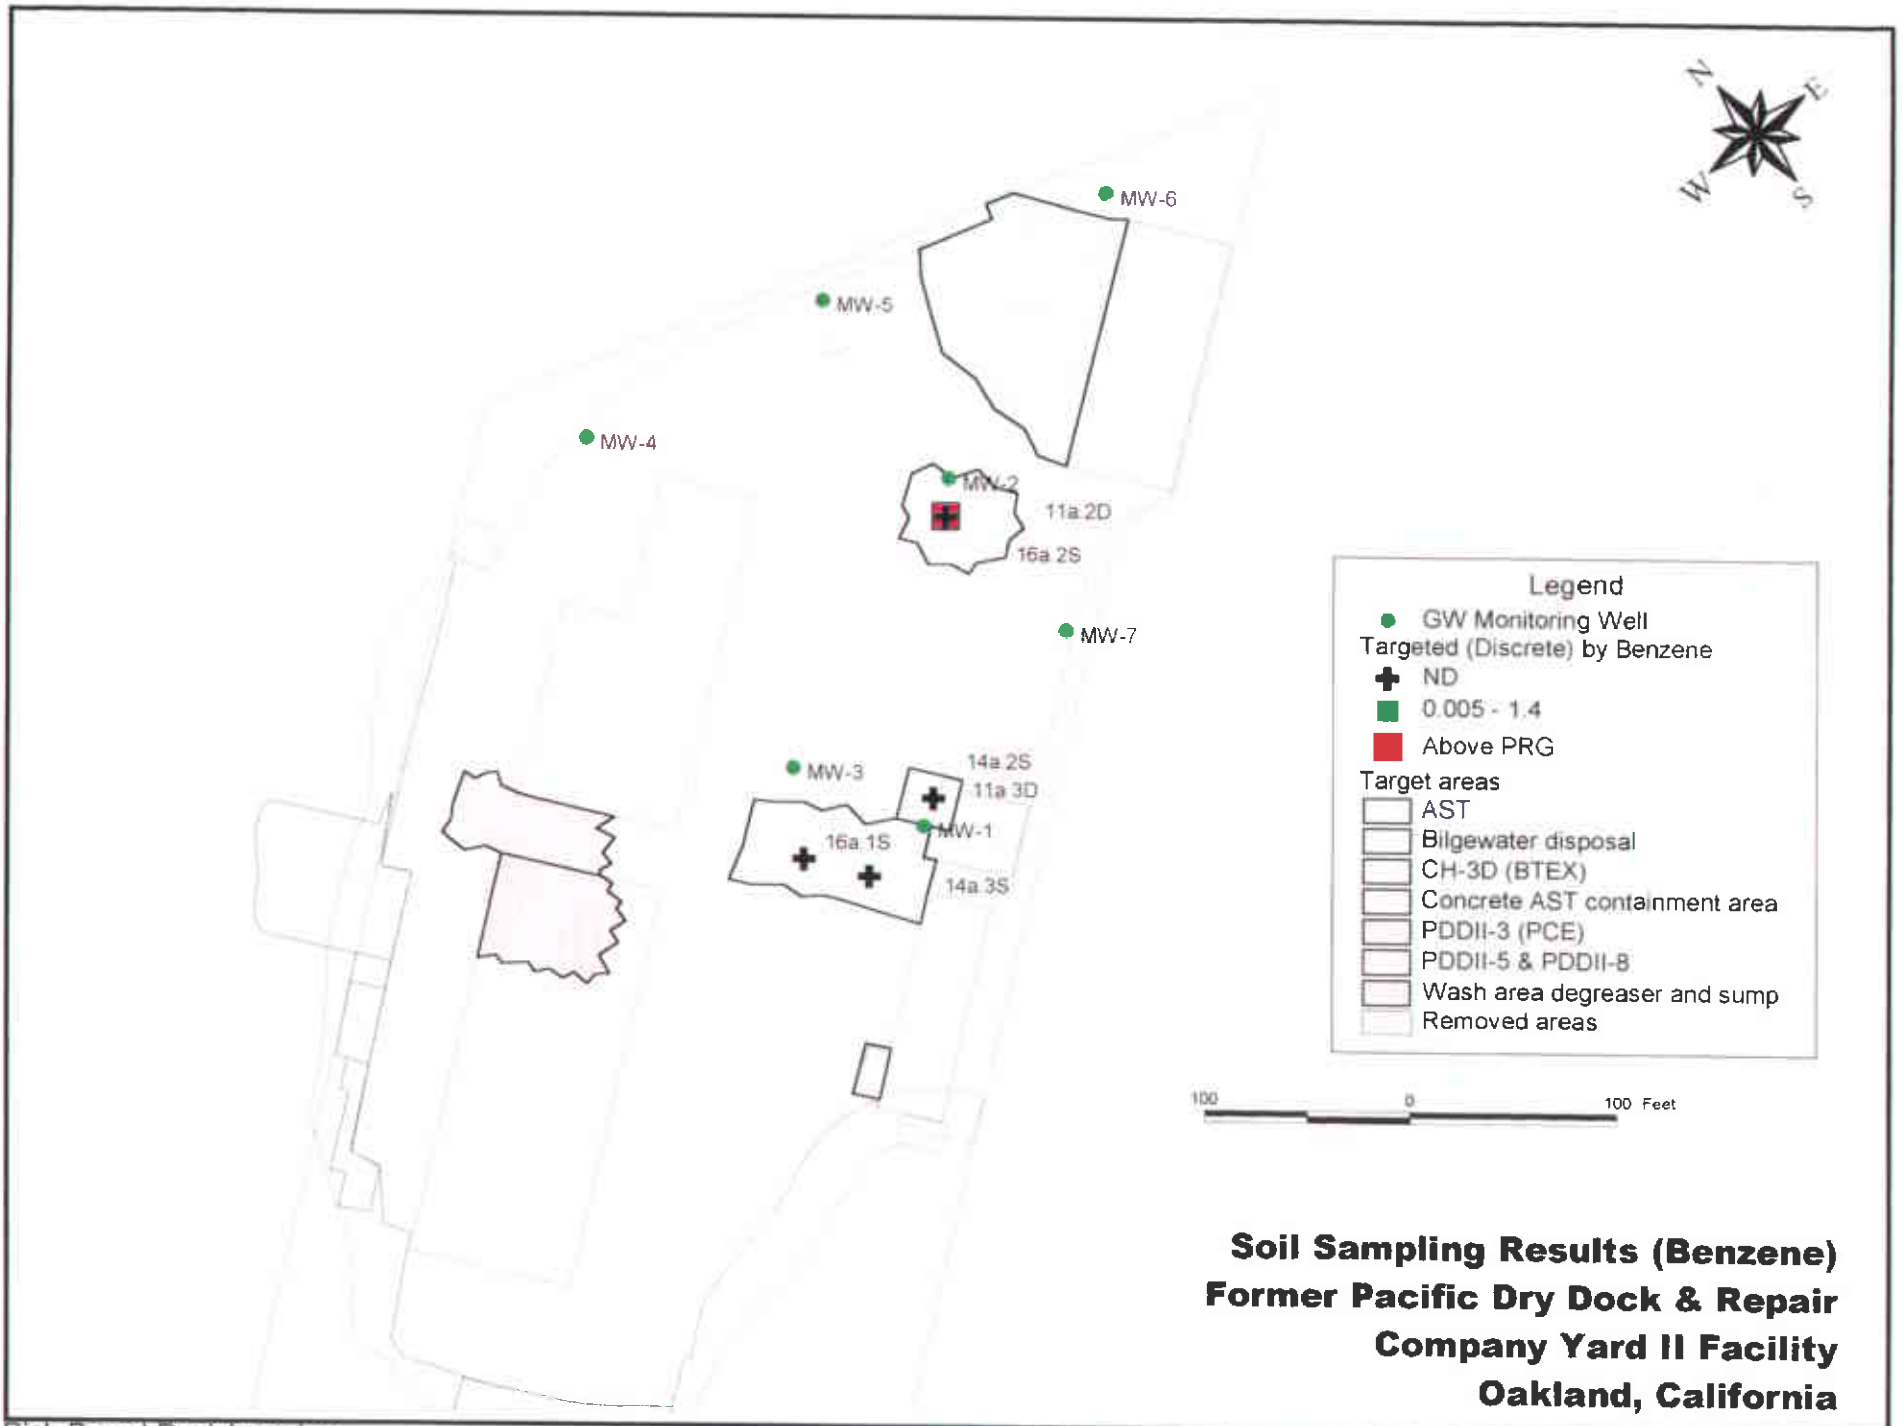 N
E
W
S
MW-6
MW-5
MW-4
MW-2
11a.2D
16a.2S
MW-7
MW-3
14a.2S
11a.3D
MW-1
16a.1S
14a.3S
Legend
GW Monitoring Well
Targeted (Discrete) by Benzene
ND
0.005 - 1.4
Above PRG
Target areas
AST
Bilgewater disposal
CH-3D (BTEX)
Concrete AST containment area
PDDII-3 (PCE)
PDDII-5 & PDDII-8
Wash area degreaser and sump
Removed areas
100 0 100 Feet
Soil Sampling Results (Benzene)
Former Pacific Dry Dock & Repair
Company Yard II Facility
Oakland, California